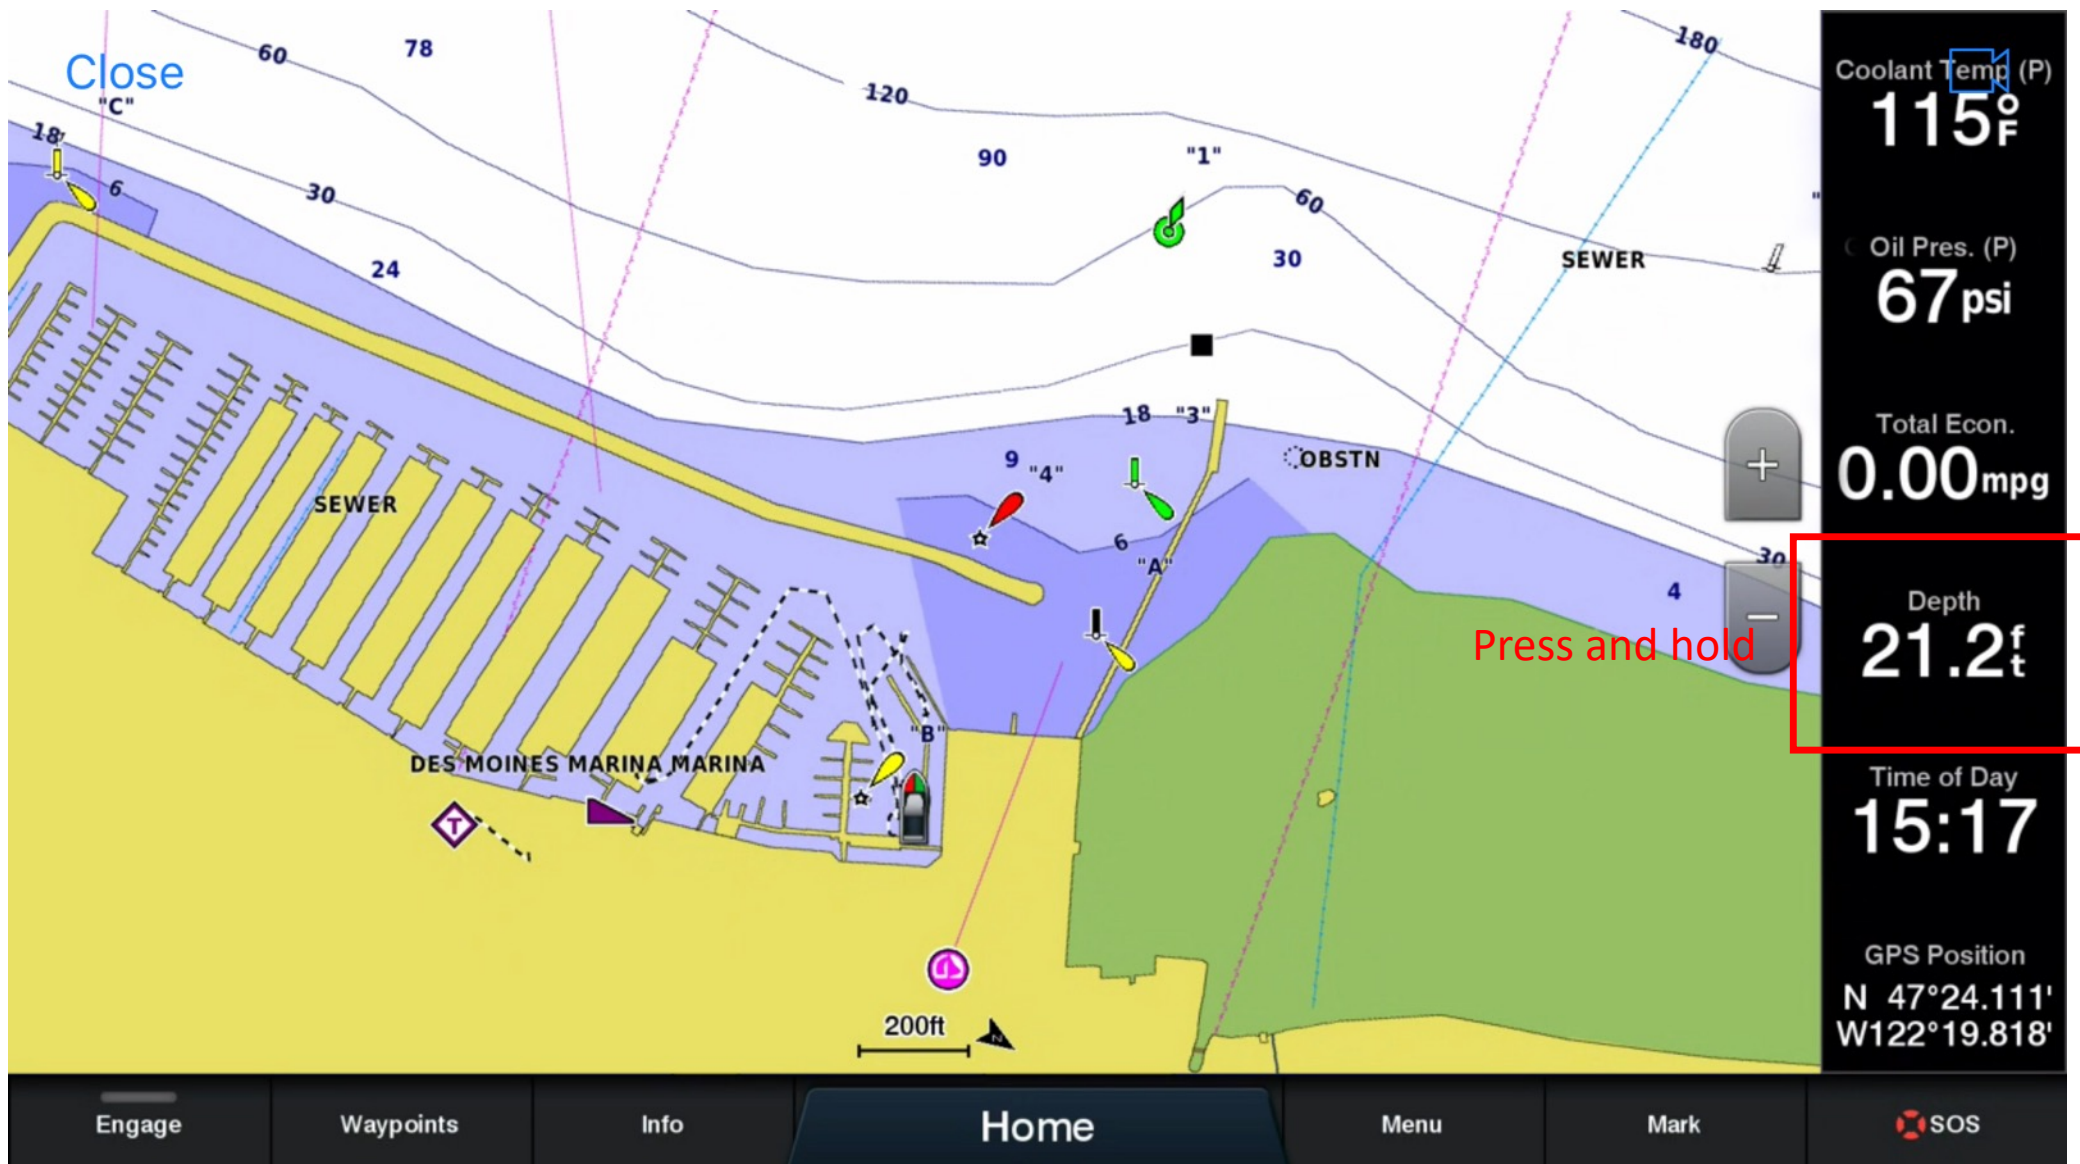 Close
60
78
120
180
"C"
18
6
30
24
90
"1"
60
30
SEWER
Coolant Temp (P)
115°F
Oil Pres. (P)
67psi
Total Econ.
0.00mpg
18 "3"
9
"4"
OBSTN
SEWER
6
"A"
30
4
+
−
Press and hold
Depth
21.2ft
"B"
DES MOINES MARINA MARINA
T
Time of Day
15:17
GPS Position
N 47°24.111'
W122°19.818'
200ft
N
Engage
Waypoints
Info
Home
Menu
Mark
SOS